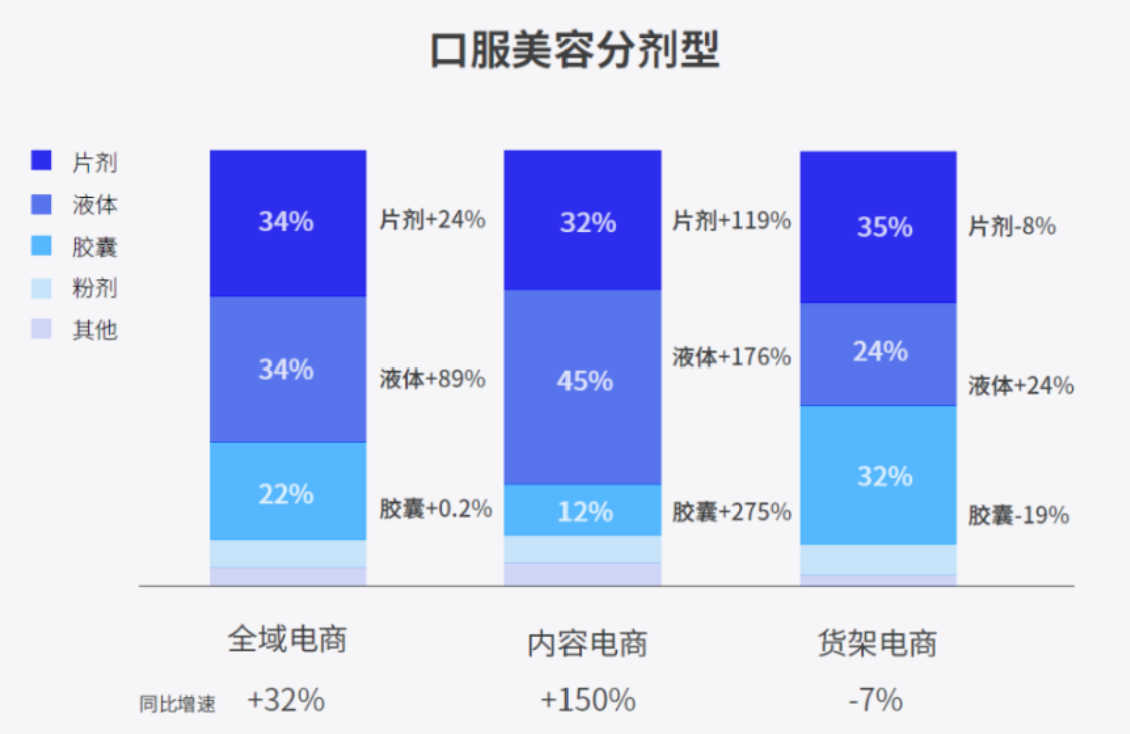 口服美容分剂型
片剂
液体
胶囊
粉剂
其他
34%
片剂+24%
34%
液体+89%
22%
胶囊+0.2%
32%
片剂+119%
45%
液体+176%
12%
胶囊+275%
35%
片剂-8%
24%
液体+24%
32%
胶囊-19%
全域电商
内容电商
货架电商
同比增速 +32% +150% -7%